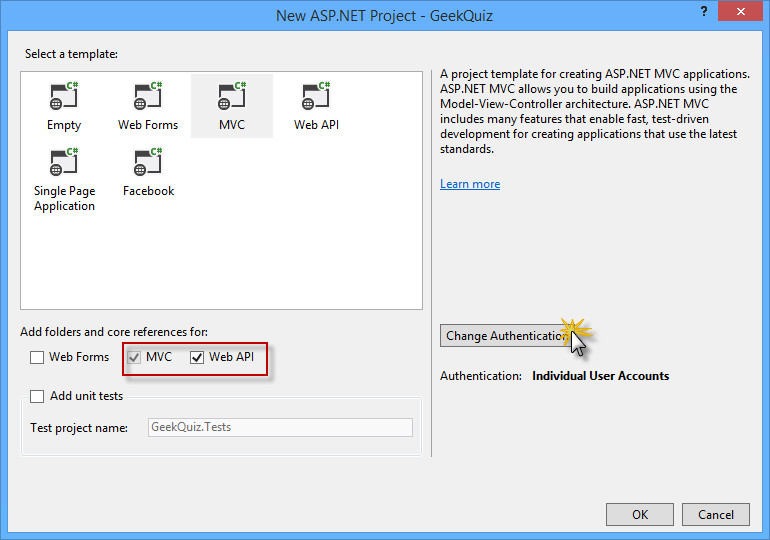 New ASP.NET Project - GeekQuiz
?
Select a template:
C#
C#
C#
C#
Empty
Web Forms
MVC
Web API
C#
C#
Single Page
Application
Facebook
A project template for creating ASP.NET MVC applications.
ASP.NET MVC allows you to build applications using the
Model-View-Controller architecture. ASP.NET MVC
includes many features that enable fast, test-driven
development for creating applications that use the latest
standards.
Learn more
Add folders and core references for:
Web Forms
MVC
Web API
Add unit tests
Test project name:
GeekQuiz.Tests
Change Authentication
Authentication: Individual User Accounts
OK
Cancel